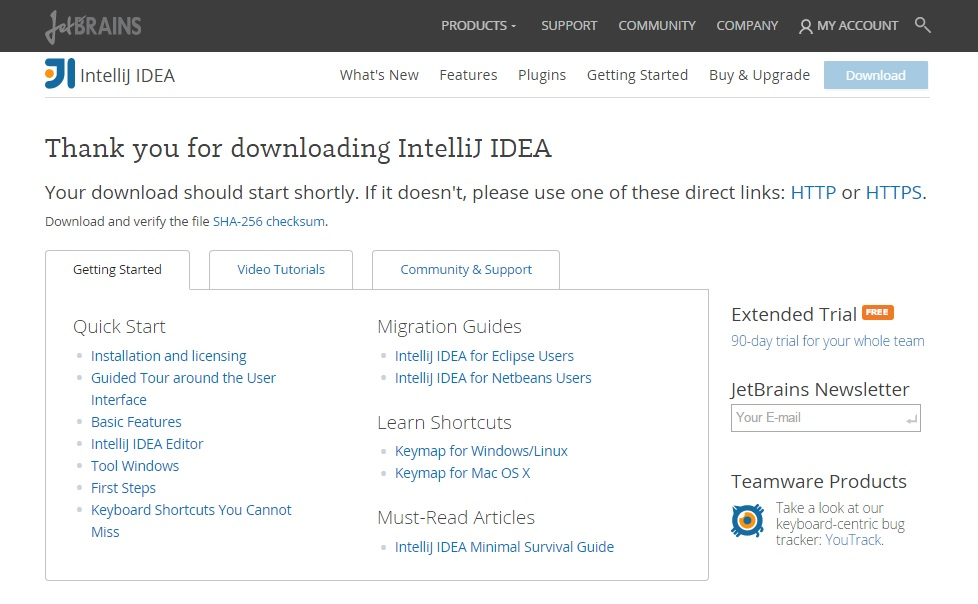 JetBRAINS
PRODUCTS SUPPORT COMMUNITY COMPANY MY ACCOUNT
IntelliJ IDEA
What's New Features Plugins Getting Started Buy & Upgrade Download
Thank you for downloading IntelliJ IDEA
Your download should start shortly. If it doesn't, please use one of these direct links: HTTP or HTTPS.
Download and verify the file SHA-256 checksum.
Getting Started Video Tutorials Community & Support
Quick Start
Installation and licensing
Guided Tour around the User
Interface
Basic Features
IntelliJ IDEA Editor
Tool Windows
First Steps
Keyboard Shortcuts You Cannot
Miss
Migration Guides
IntelliJ IDEA for Eclipse Users
IntelliJ IDEA for Netbeans Users
Learn Shortcuts
Keymap for Windows/Linux
Keymap for Mac OS X
Must-Read Articles
IntelliJ IDEA Minimal Survival Guide
Extended Trial FREE
90-day trial for your whole team
JetBrains Newsletter
Your E-mail
Teamware Products
Take a look at our
keyboard-centric bug
tracker: YouTrack.